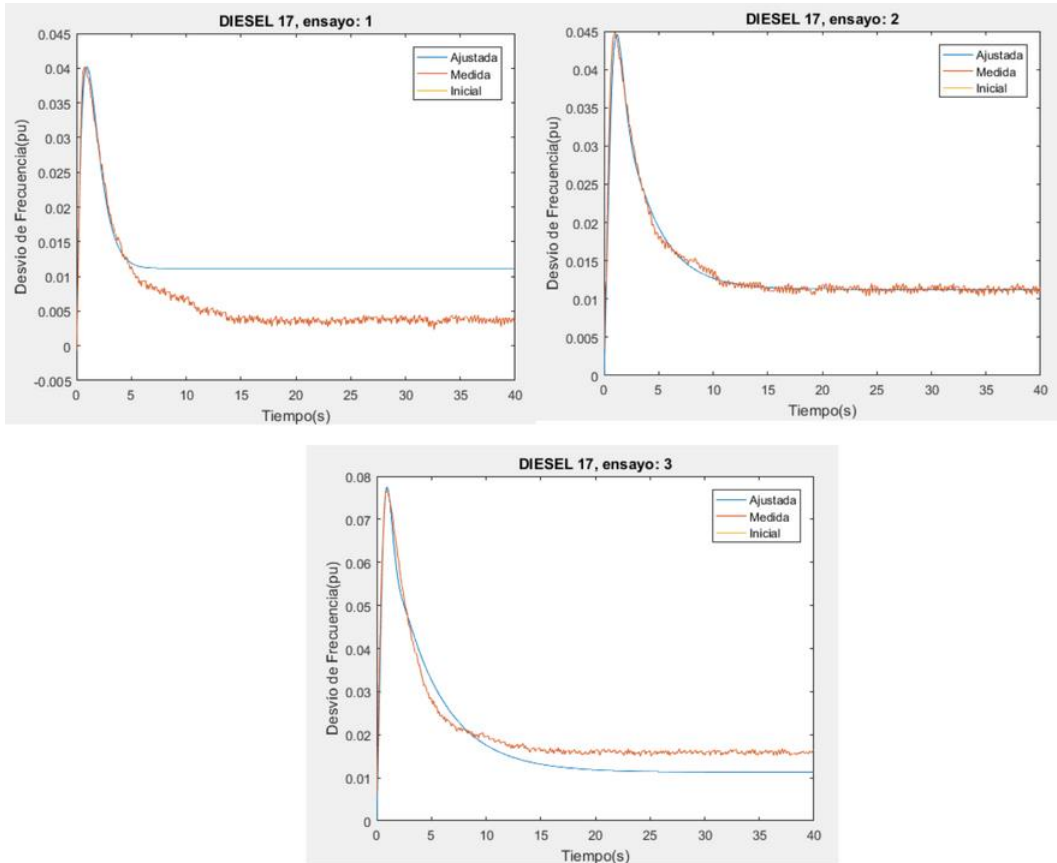 DIESEL 17, ensayo: 1
0.045
0.04
0.035
0.03
0.025
0.02
0.015
0.01
0.005
0
-0.005
Desvio de Frecuencia(pu)
Ajustada
Medida
Inicial
0 5 10 15 20 25 30 35 40
Tiempo(s)
DIESEL 17, ensayo: 2
0.045
0.04
0.035
0.03
0.025
0.02
0.015
0.01
0.005
0
Desvio de Frecuencia(pu)
Ajustada
Medida
Inicial
0 5 10 15 20 25 30 35 40
Tiempo(s)
DIESEL 17, ensayo: 3
0.08
0.07
0.06
0.05
0.04
0.03
0.02
0.01
0
Desvio de Frecuencia(pu)
Ajustada
Medida
Inicial
0 5 10 15 20 25 30 35 40
Tiempo(s)